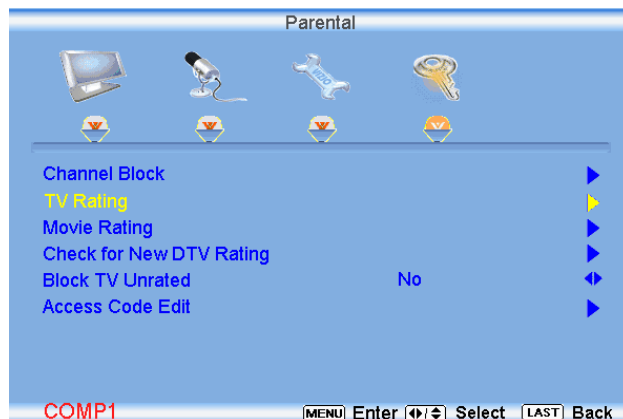 Parental
Channel Block
TV Rating
Movie Rating
Check for New DTV Rating
Block TV Unrated No
Access Code Edit
COMP1 MENU Enter Select LAST Back